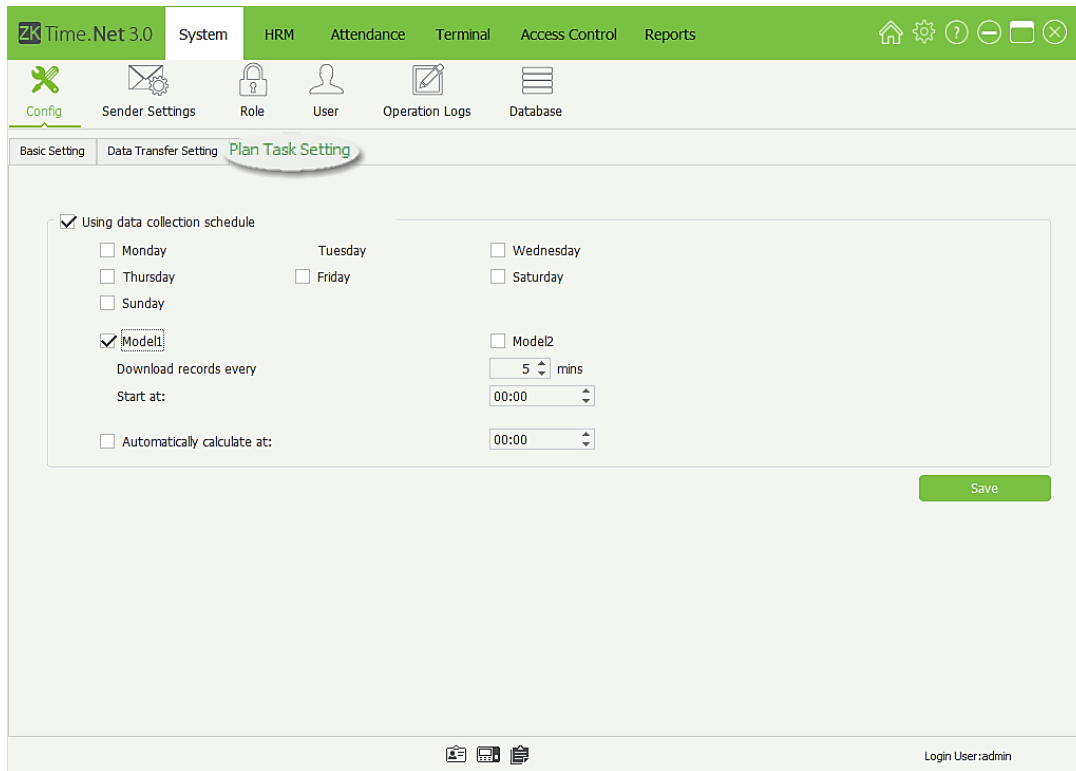 ZK Time.Net 3.0 System HRM Attendance Terminal Access Control Reports
Config Sender Settings Role User Operation Logs Database
Basic Setting Data Transfer Setting Plan Task Setting
Using data collection schedule
Monday Tuesday Wednesday
Thursday Friday Saturday
Sunday
Model1 Model2
Download records every 5 mins
Start at: 00:00
Automatically calculate at: 00:00
Save
Login User:admin